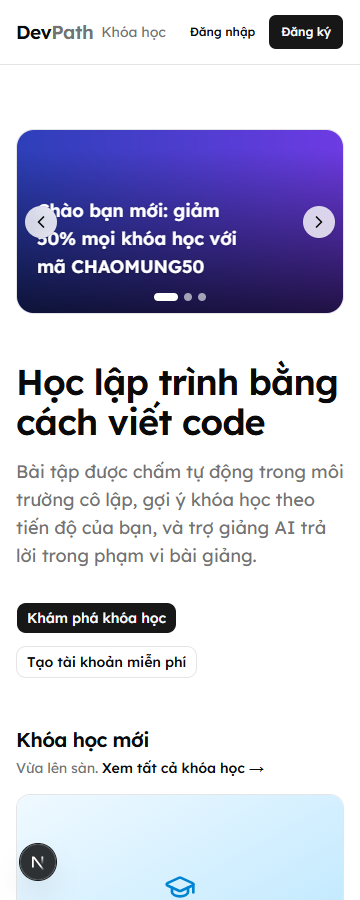 DevPath Khóa học Đăng nhập Đăng ký
Chào bạn mới: giảm
50% mọi khóa học với
mã CHAOMUNG50
Học lập trình bằng
cách viết code
Bài tập được chấm tự động trong môi
trường cô lập, gợi ý khóa học theo
tiến độ của bạn, và trợ giảng AI trả
lời trong phạm vi bài giảng.
Khám phá khóa học
Tạo tài khoản miễn phí
Khóa học mới
Vừa lên sàn. Xem tất cả khóa học →
N